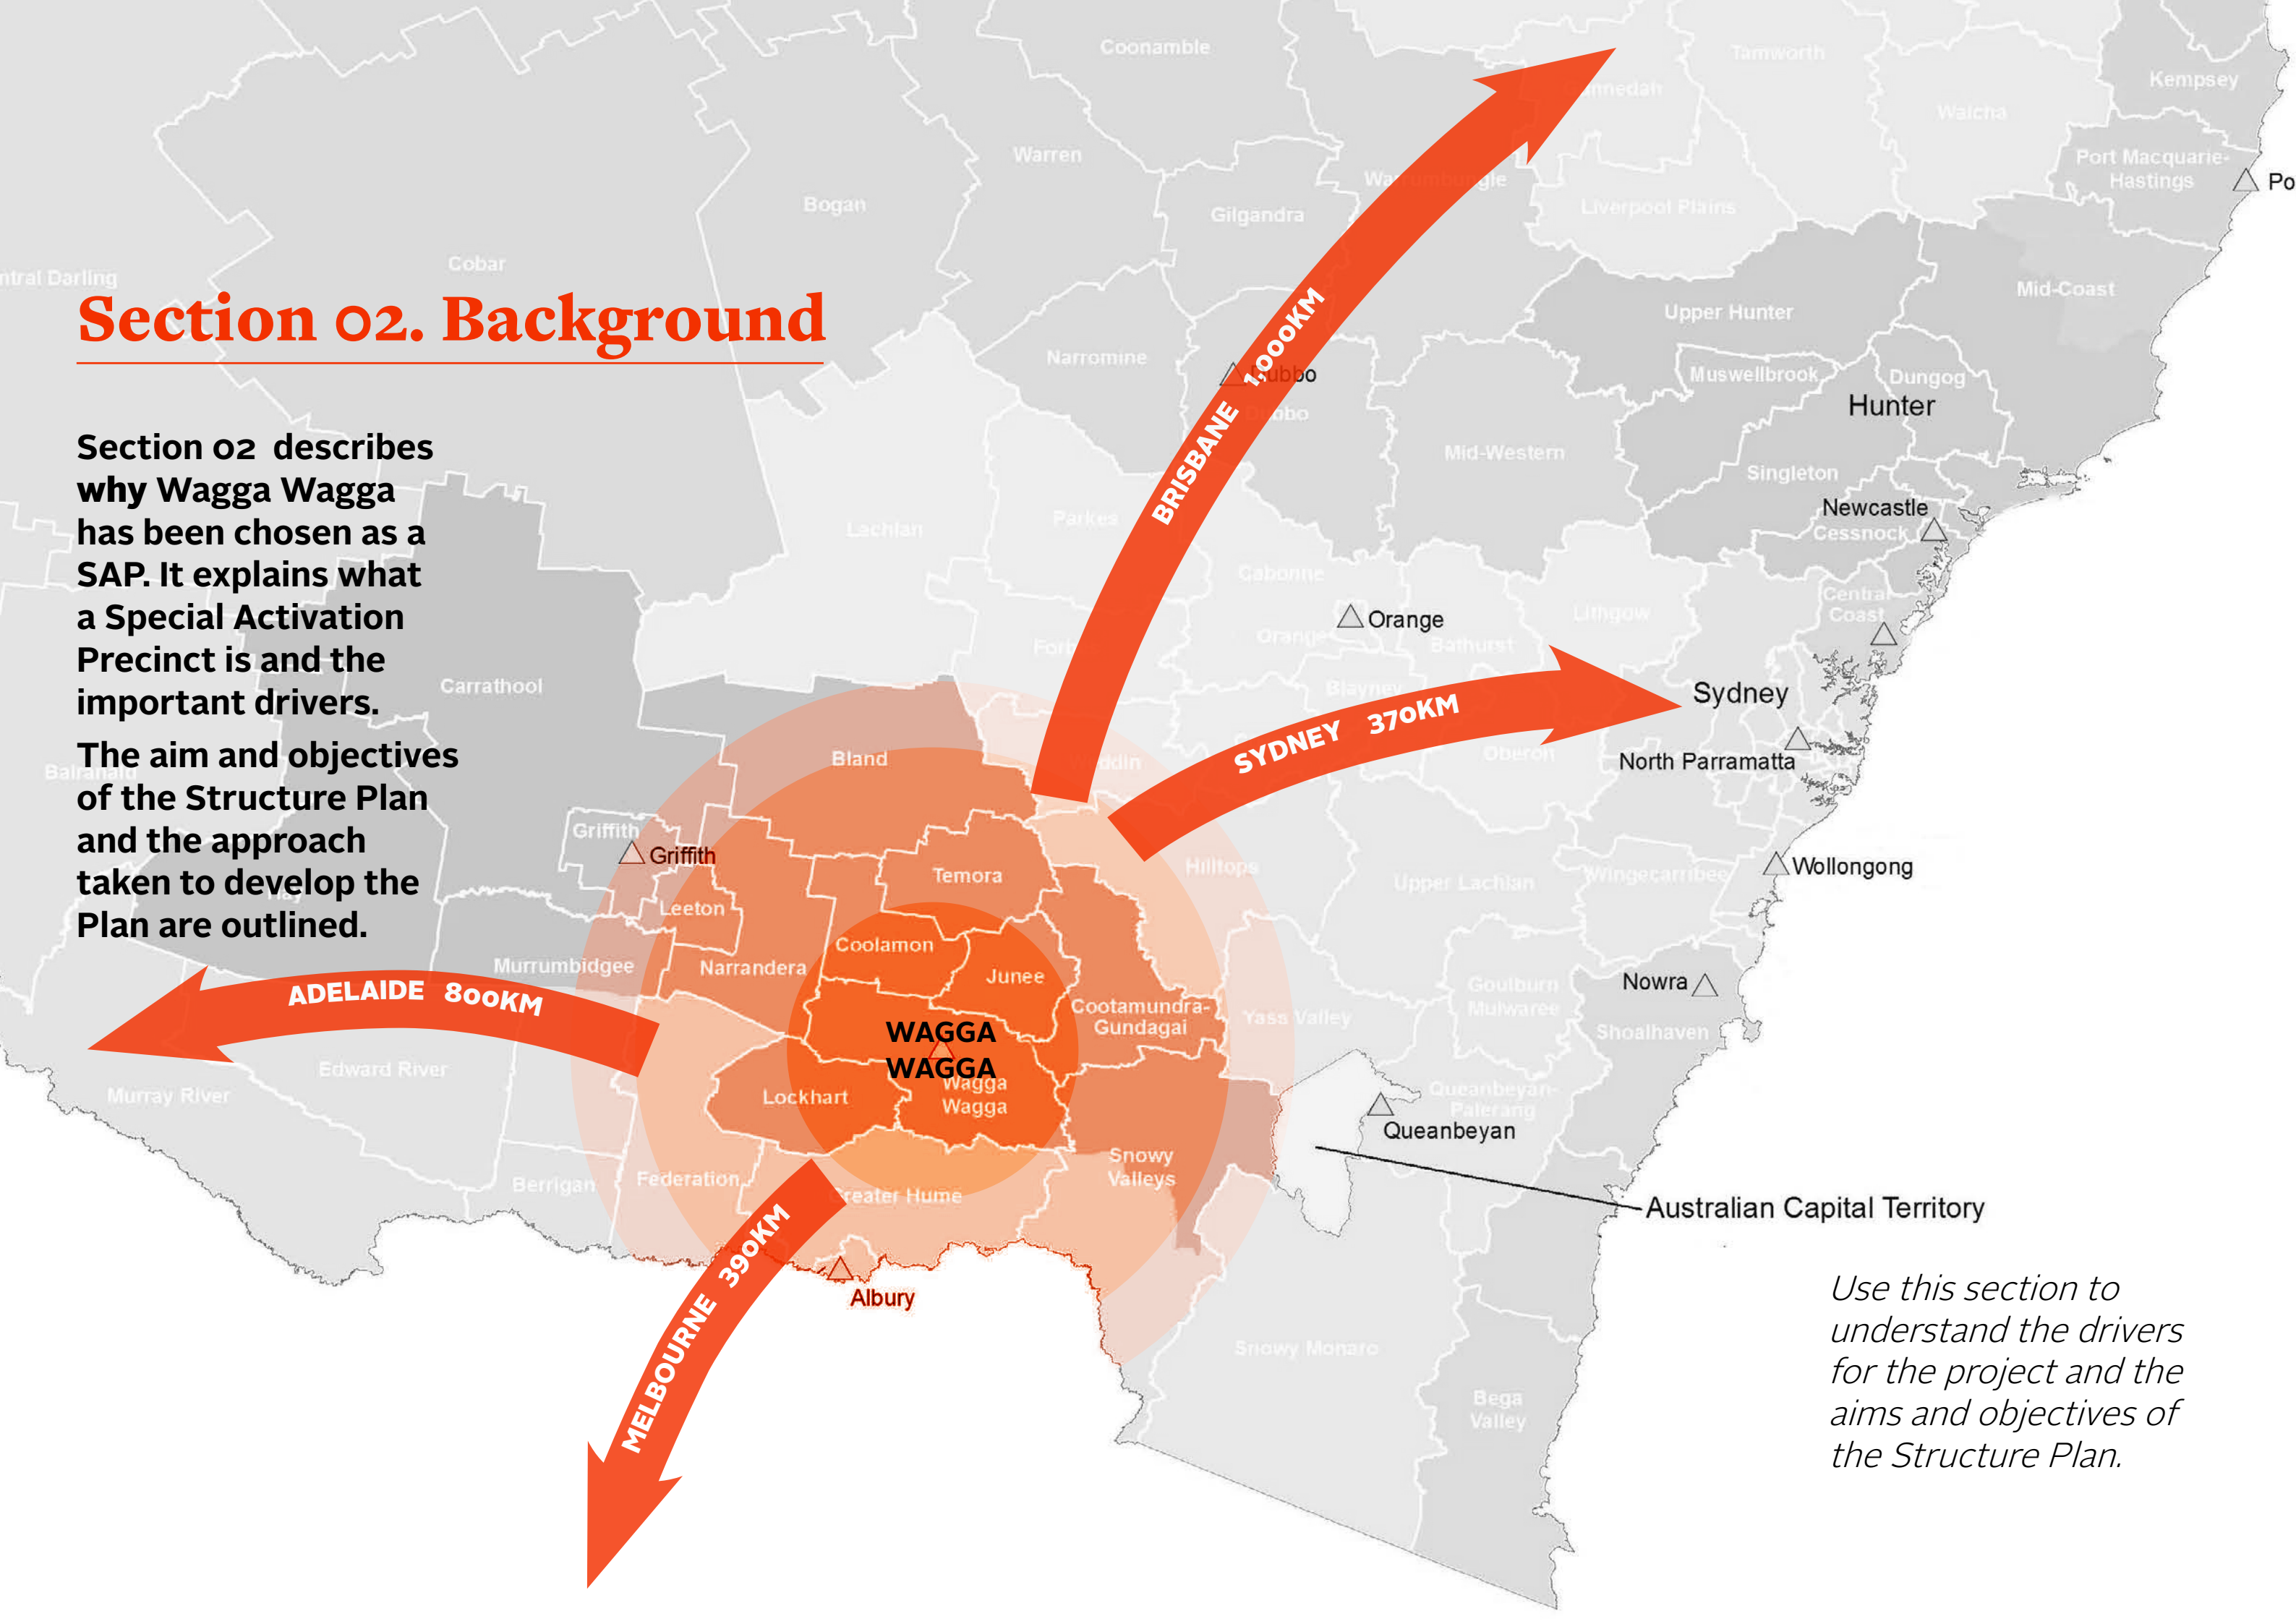 Coonamble
Tamworth
Kempsey
Walcha
Warren
Port Macquarie-
Hastings
Po
Bogan
Gilgandra
Liverpool Plains
Cobar
ntral Darling
Mid-Coast
Section 02. Background
Upper Hunter
BRISBANE 1,000KM
Narromine
Muswellbrook
Dungog
Hunter
Section 02 describes
why Wagga Wagga
has been chosen as a
SAP. It explains what
a Special Activation
Precinct is and the
important drivers.
The aim and objectives
of the Structure Plan
and the approach
taken to develop the
Plan are outlined.
Mid-Western
Singleton
Newcastle
Cessnock
Lachlan
Parkes
Cabonne
Central
Coast
Orange
Orange
Lithgow
Bathurst
Carrathool
Blayney
Sydney
SYDNEY 370KM
Oberon
North Parramatta
Bland
Griffith
Griffith
Hilltops
Wollongong
Temora
Upper Lachlan
Wingecarribee
Leeton
Coolamon
Murrumbidgee
Narrandera
Junee
Nowra
Goulburn
Mulwaree
ADELAIDE 800KM
Cootamundra-
Gundagai
Yass Valley
Shoalhaven
WAGGA
WAGGA
Wagga
Wagga
Edward River
Murray River
Lockhart
Queanbeyan-
Palerang
Queanbeyan
Snowy
Valleys
Berrigan
Federation
Greater Hume
Australian Capital Territory
MELBOURNE 390KM
Albury
Snowy Monaro
Bega
Valley
Use this section to
understand the drivers
for the project and the
aims and objectives of
the Structure Plan.